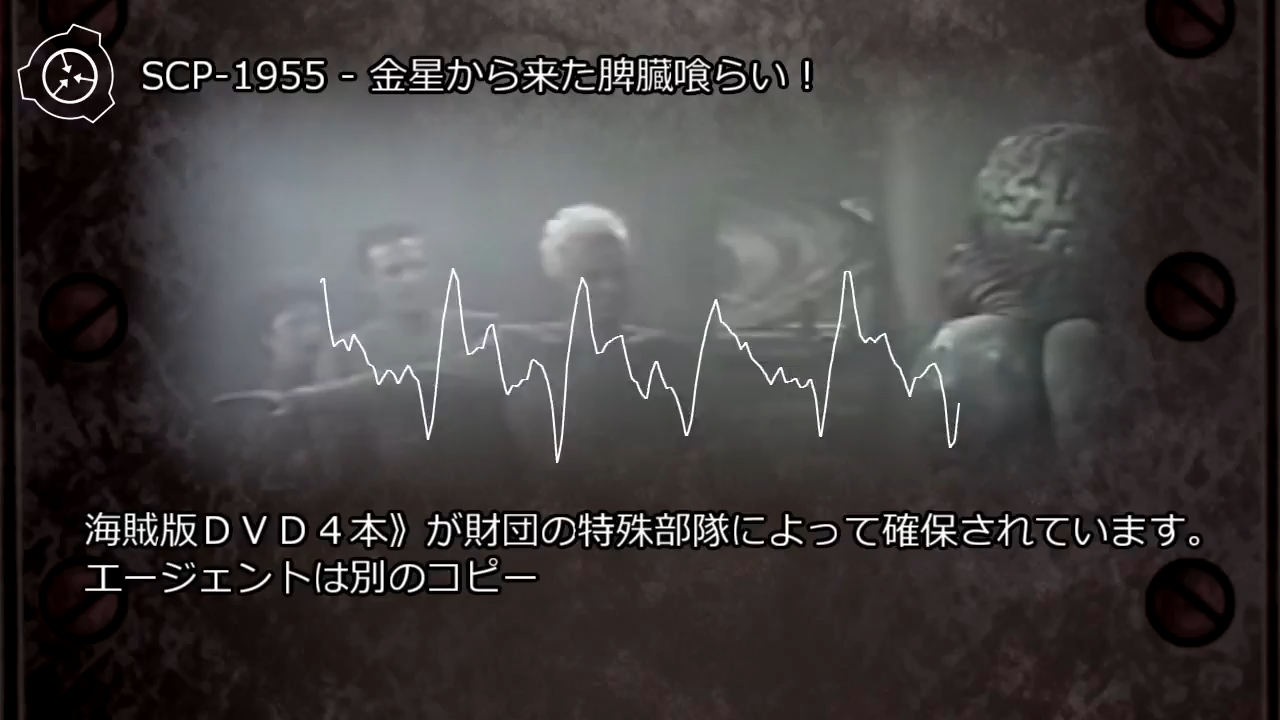 SCP-1955 - 金星から来た脾臓喰らい！
海賊版ＤＶＤ４本》が財団の特殊部隊によって確保されています。
エージェントは別のコピー